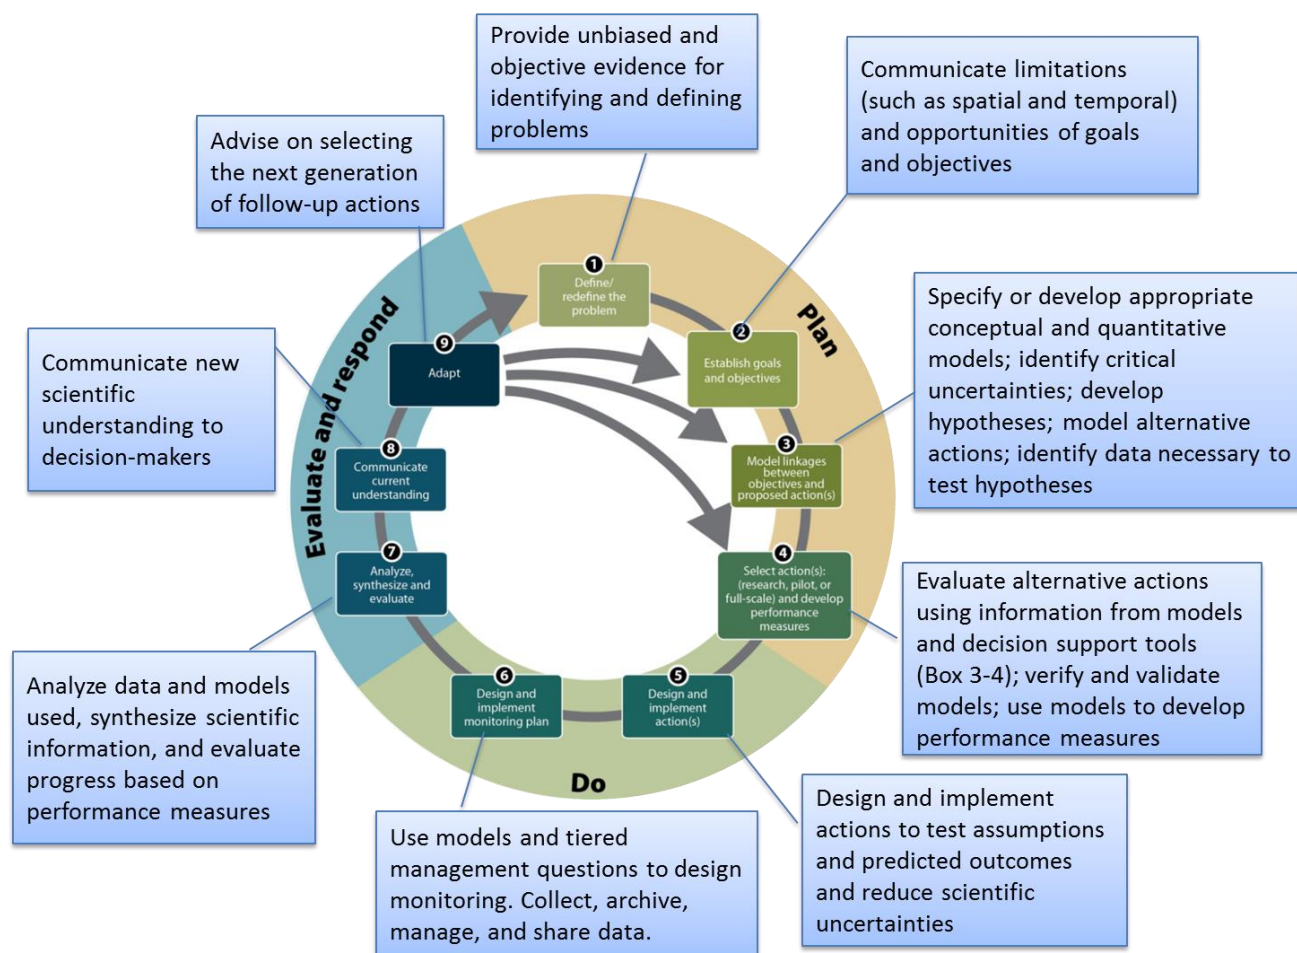 Provide unbiased and
objective evidence for
identifying and defining
problems
Communicate limitations
(such as spatial and temporal)
and opportunities of goals
and objectives
Advise on selecting
the next generation
of follow-up actions
Specify or develop appropriate
conceptual and quantitative
models; identify critical
uncertainties; develop
hypotheses; model alternative
actions; identify data necessary to
test hypotheses
Communicate new
scientific
understanding to
decision-makers
Evaluate alternative actions
using information from models
and decision support tools
(Box 3-4); verify and validate
models; use models to develop
performance measures
Analyze data and models
used, synthesize scientific
information, and evaluate
progress based on
performance measures
Design and implement
actions to test assumptions
and predicted outcomes
and reduce scientific
uncertainties
Use models and tiered
management questions to design
monitoring. Collect, archive,
manage, and share data.
Plan
Do
Evaluate and respond
1
Define/
redefine the
problem
2
Establish goals
and objectives
3
Model linkages
between
objectives and
proposed action(s)
4
Select action(s):
(research, pilot, or
full-scale) and develop
performance
measures
5
Design and
implement
action(s)
6
Design and
implement
monitoring plan
7
Analyze,
synthesize and
evaluate
8
Communicate
current
understanding
9
Adapt